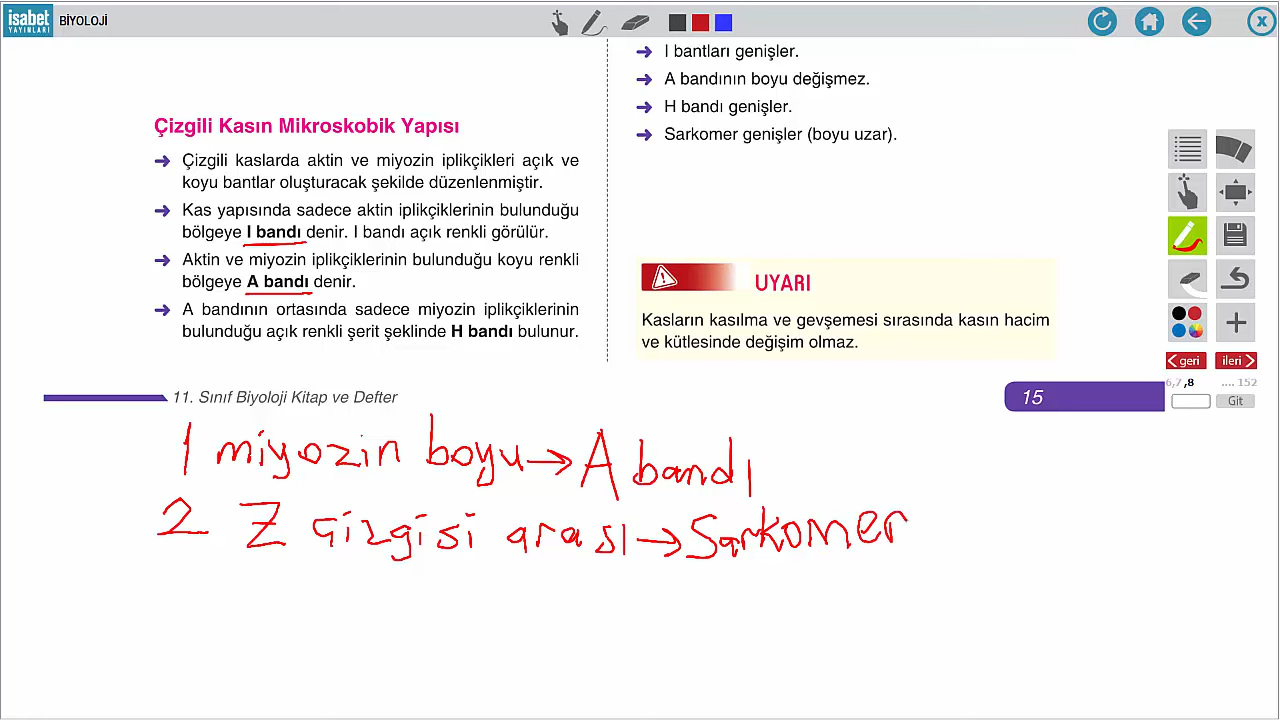 isabet
YAYINLARI
BİYOLOJİ
Çizgili Kasın Mikroskobik Yapısı
➜ Çizgili kaslarda aktin ve miyozin iplikçikleri açık ve
koyu bantlar oluşturacak şekilde düzenlenmiştir.
➜ Kas yapısında sadece aktin iplikçiklerinin bulunduğu
bölgeye I bandı denir. I bandı açık renkli görülür.
➜ Aktin ve miyozin iplikçiklerinin bulunduğu koyu renkli
bölgeye A bandı denir.
➜ A bandının ortasında sadece miyozin iplikçiklerinin
bulunduğu açık renkli şerit şeklinde H bandı bulunur.
➜ I bantları genişler.
➜ A bandının boyu değişmez.
➜ H bandı genişler.
➜ Sarkomer genişler (boyu uzar).
UYARI
Kasların kasılma ve gevşemesi sırasında kasın hacim
ve kütlesinde değişim olmaz.
11. Sınıf Biyoloji Kitap ve Defter
15
1 miyozin boyu → A bandı
2 Z çizgisi arası → Sarkomer
geri
ileri
6,7,8
.... 152
Git